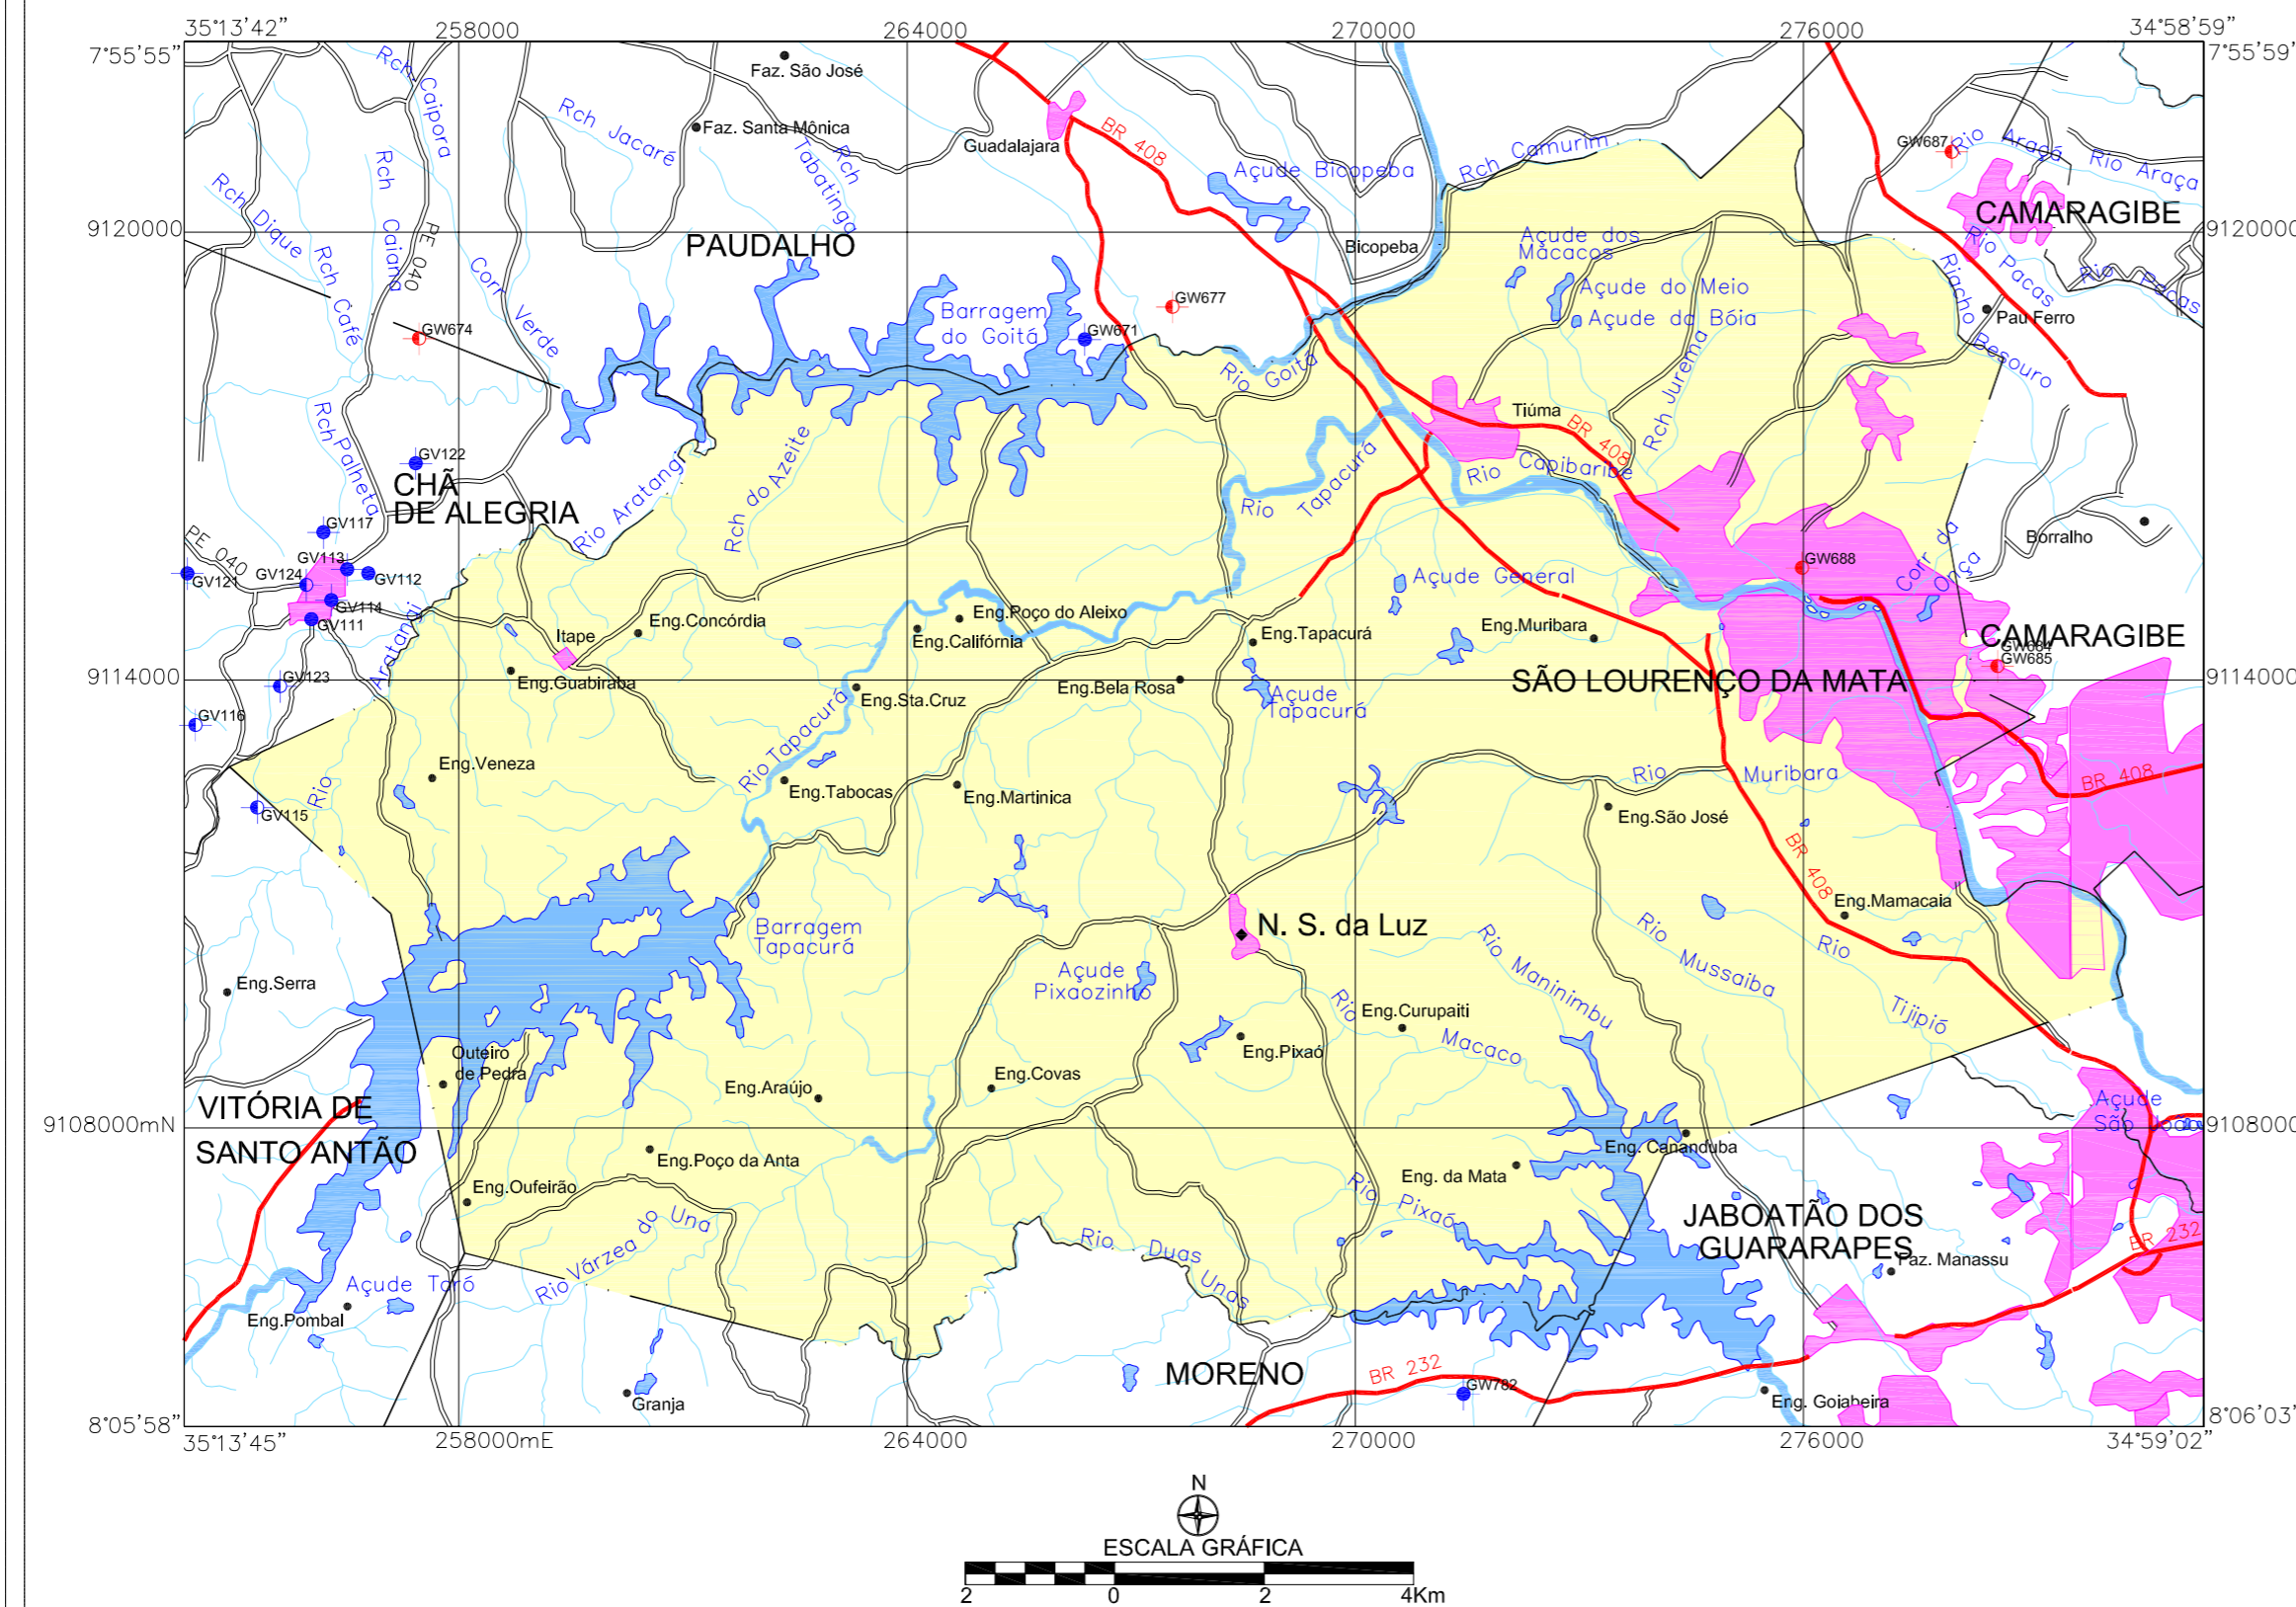 35°13'42"
258000
264000
270000
276000
34°58'59"
7°55'55"
7°55'59"
Rch Caipora
Faz. São José
Rch Jacaré
Faz. Santa Mônica
Rch
Tabatinga
Guadalajara
BR 408
Açude Bicopeba
Rch Camurim
GW687
Rio Araçá
Rio Araça
Rch Dique
Rch Caiana
Rch Café
PE 040
CAMARAGIBE
9120000
9120000
PAUDALHO
Bicopeba
Açude dos
Macacos
Rio Pacas
Rio Pacas
Riacho Besouro
Corr Verde
Açude do Meio
Açude da Bóia
GW677
Barragem
do Goitá
GW671
GW674
Pau Ferro
Rio Goitá
Rch Jurema
Tiúma
BR 408
Rch Palheta
GV122
CHÃ
DE ALEGRIA
Rio Aratangi
Rch do Azeite
Rio Tapacurá
Rio Capibaribe
GV117
PE 040
GV113
GV121
GV124
GV112
GV114
GV111
Borralho
GW688
Corr da
Onça
Açude General
Eng.Poço do Aleixo
Eng.Concórdia
Itape
Eng.Califórnia
Eng.Tapacurá
Eng.Muribara
CAMARAGIBE
GW684
GW685
Rio Aratangi
GV123
9114000
9114000
Eng.Guabiraba
Eng.Sta.Cruz
Eng.Bela Rosa
SÃO LOURENÇO DA MATA
Açude
Tapacurá
GV116
Rio Tapacurá
Eng.Veneza
Eng.Tabocas
Eng.Martinica
Rio Muribara
BR 408
GV115
Eng.São José
BR 408
Eng.Mamacaia
Barragem
Tapacurá
N. S. da Luz
Rio Maninimbu
Rio Mussaiba
Rio Tijipió
Eng.Serra
Açude
Pixaozinho
Rio Macaco
Eng.Curupaiti
Eng.Pixaó
Outeiro
de Pedra
Eng.Araújo
Eng.Covas
VITÓRIA DE
SANTO ANTÃO
Açude
São João
9108000mN
9108000
Eng. Cananduba
Eng.Poço da Anta
Eng. da Mata
Eng.Oufeirão
Rio Pixaó
JABOATÃO DOS
GUARARAPES
Rio Várzea do Una
Rio Duas Unas
BR 232
Faz. Manassu
Açude Taró
Eng.Pombal
MORENO
BR 232
GW782
Granja
Eng. Goiabeira
8°05'58"
8°06'03"
35°13'45"
258000mE
264000
270000
276000
34°59'02"
N
ESCALA GRÁFICA
2 0 2 4Km